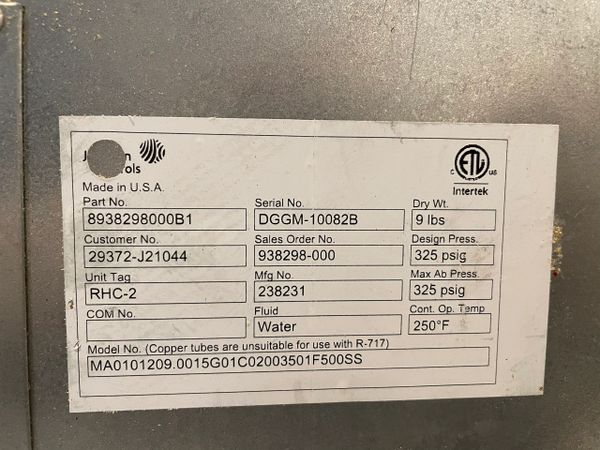 Made in U.S.A.
Part No. Serial No. Dry Wt.
8938298000B1 DGGM-10082B 9 lbs
Customer No. Sales Order No. Design Press.
29372-J21044 938298-000 325 psig
Unit Tag Mfg No. Max Ab Press.
RHC-2 238231 325 psig
COM No. Fluid Cont. Op. Temp
Water 250°F
Model No. (Copper tubes are unsuitable for use with R-717)
MA0101209.0015G01C02003501F500SS
C ETL us
Intertek